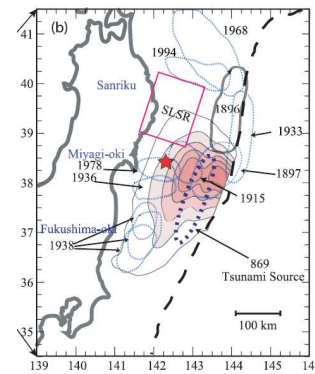 (b)
41
40
39
38
37
36
35
139 140 141 142 143 144 145 14
1968
1994
Sanriku
SLSR
1896
1933
Miyagi-oki
1978
1936
1897
1915
Fukushima-oki
1938
869
Tsunami Source
100 km